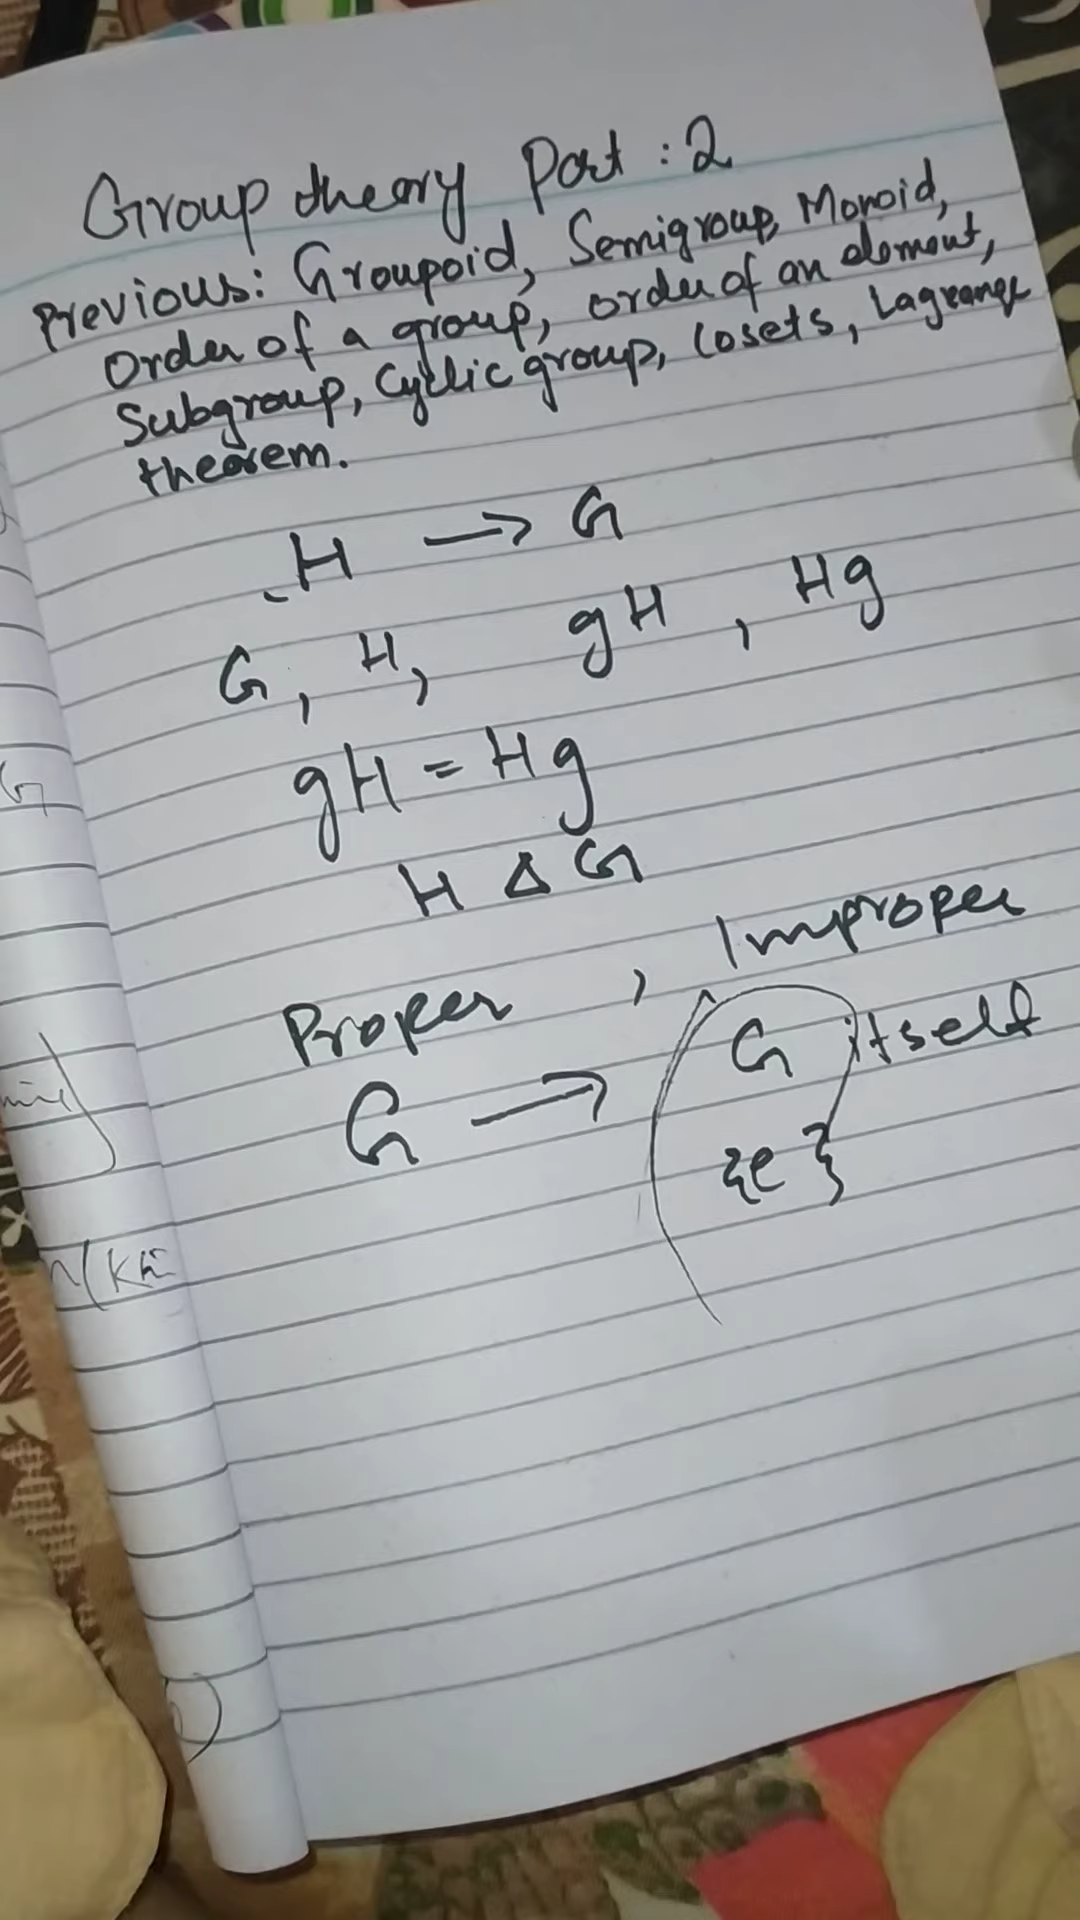 Group theory Part : 2
Previous: Groupoid, Semigroup, Monoid,
Order of a group, order of an element,
Subgroup, Cyclic group, Cosets, Lagrange
theorem.
H → G
G, H, gH, Hg
gH = Hg
H Δ G
Proper, Improper
G → G itself
{e}